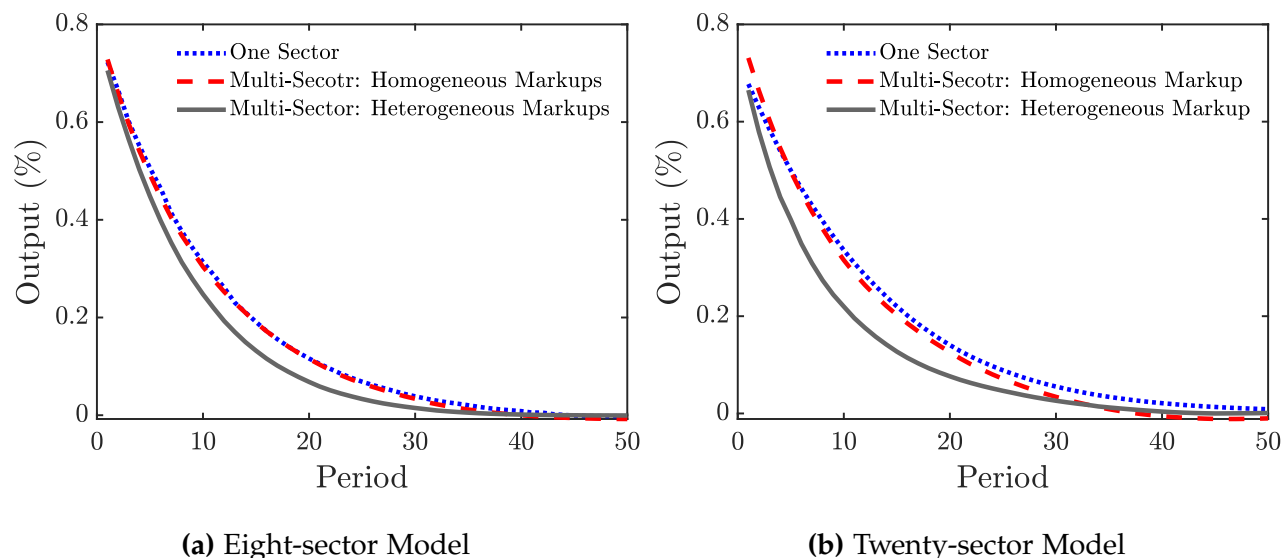 0.8
0.6
0.4
0.2
0
Output (%)
One Sector
Multi-Secotr: Homogeneous Markups
Multi-Sector: Heterogeneous Markups
0 10 20 30 40 50
Period
(a) Eight-sector Model
0.8
0.6
0.4
0.2
0
Output (%)
One Sector
Multi-Secotr: Homogeneous Markup
Multi-Sector: Heterogeneous Markup
0 10 20 30 40 50
Period
(b) Twenty-sector Model